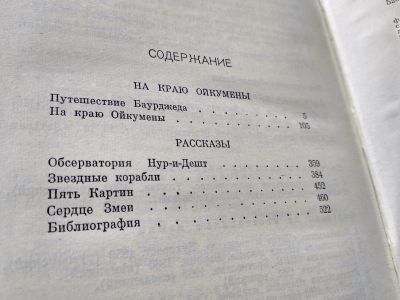 СОДЕРЖАНИЕ
НА КРАЮ ОЙКУМЕНЫ
Путешествие Баурджеда . . . . . . . . 5
На краю Ойкумены . . . . . . . . . 105
РАССКАЗЫ
Обсерватория Нур-и-Дешт . . . . . . . 359
Звездные корабли . . . . . . . . . 384
Пять Картин . . . . . . . . . . . 452
Сердце Змеи . . . . . . . . . . . 460
Библиография . . . . . . . . . . 522